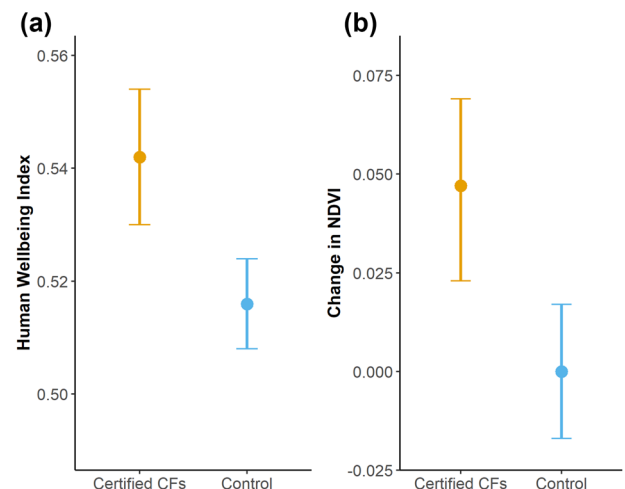 (a)
Human Wellbeing Index
0.56
0.54
0.52
0.50
Certified CFs
Control
(b)
Change in NDVI
0.075
0.050
0.025
0.000
-0.025
Certified CFs
Control